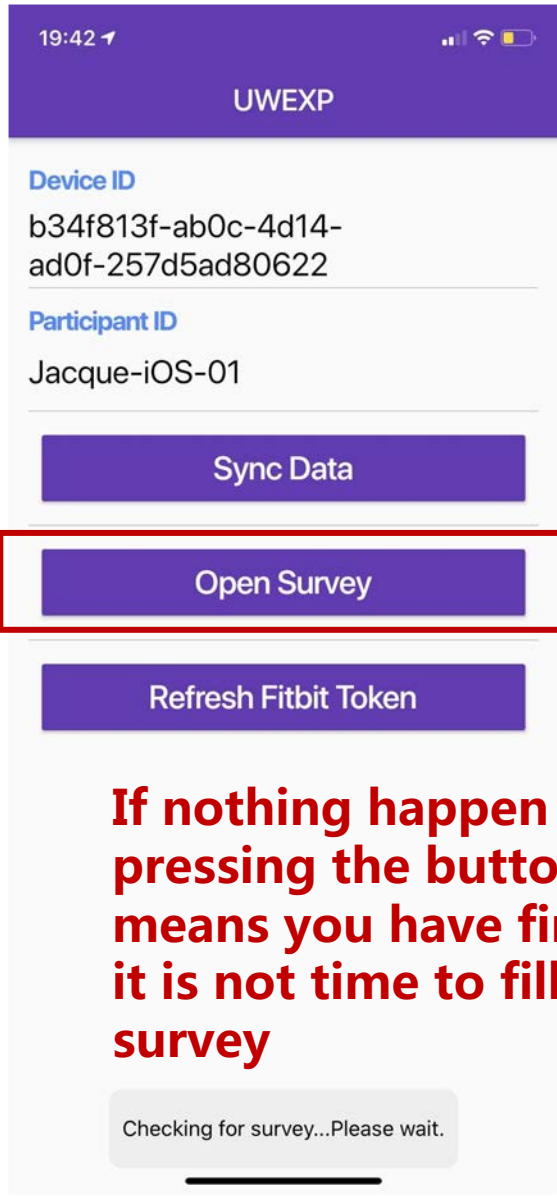 19:42
UWEXP
Device ID
b34f813f-ab0c-4d14-
ad0f-257d5ad80622
Participant ID
Jacque-iOS-01
Sync Data
Open Survey
Refresh Fitbit Token
If nothing happen
pressing the butto
means you have fi
it is not time to fill
survey
Checking for survey...Please wait.